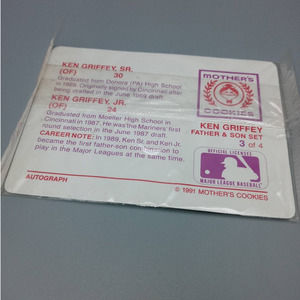 KEN GRIFFEY, SR.
(OF) 30
Graduated from Donera (PA) High School
in 1969. Originally signed by Cincinnati after
being drafted in the June 1969 draft.
KEN GRIFFEY, JR.
(OF) 24
Graduated from Moeller High School in
Cincinnati in 1987. He was the Mariners' first
round selection in the June 1987 draft.
CAREER NOTE: In 1989, Ken Sr. and Ken Jr.
became the first father-son combination to
play in the Major Leagues at the same time.
AUTOGRAPH
MOTHER'S
COOKIES
KEN GRIFFEY
FATHER & SON SET
3 of 4
OFFICIAL LICENSEE
MAJOR LEAGUE BASEBALL
© 1991 MOTHER'S COOKIES